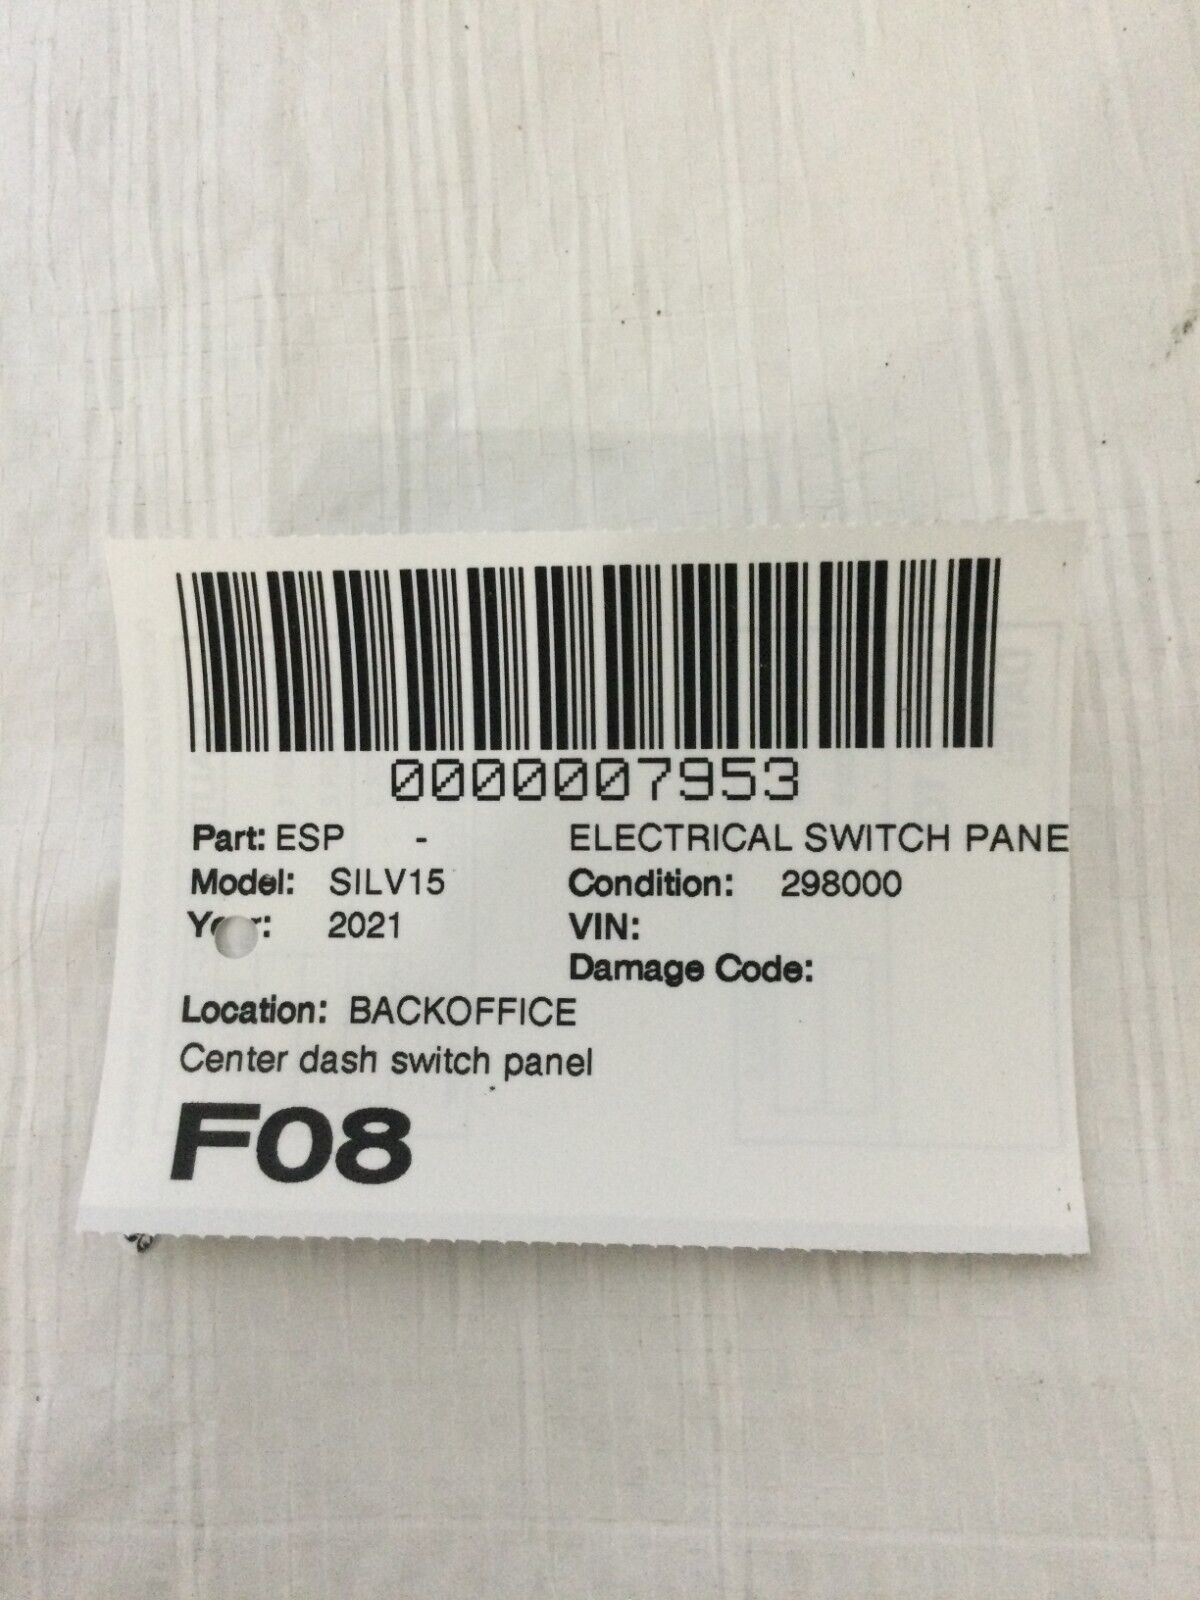 0000007953
Part: ESP - ELECTRICAL SWITCH PANE
Model: SILV15 Condition: 298000
Year: 2021 VIN:
Damage Code:
Location: BACKOFFICE
Center dash switch panel
F08